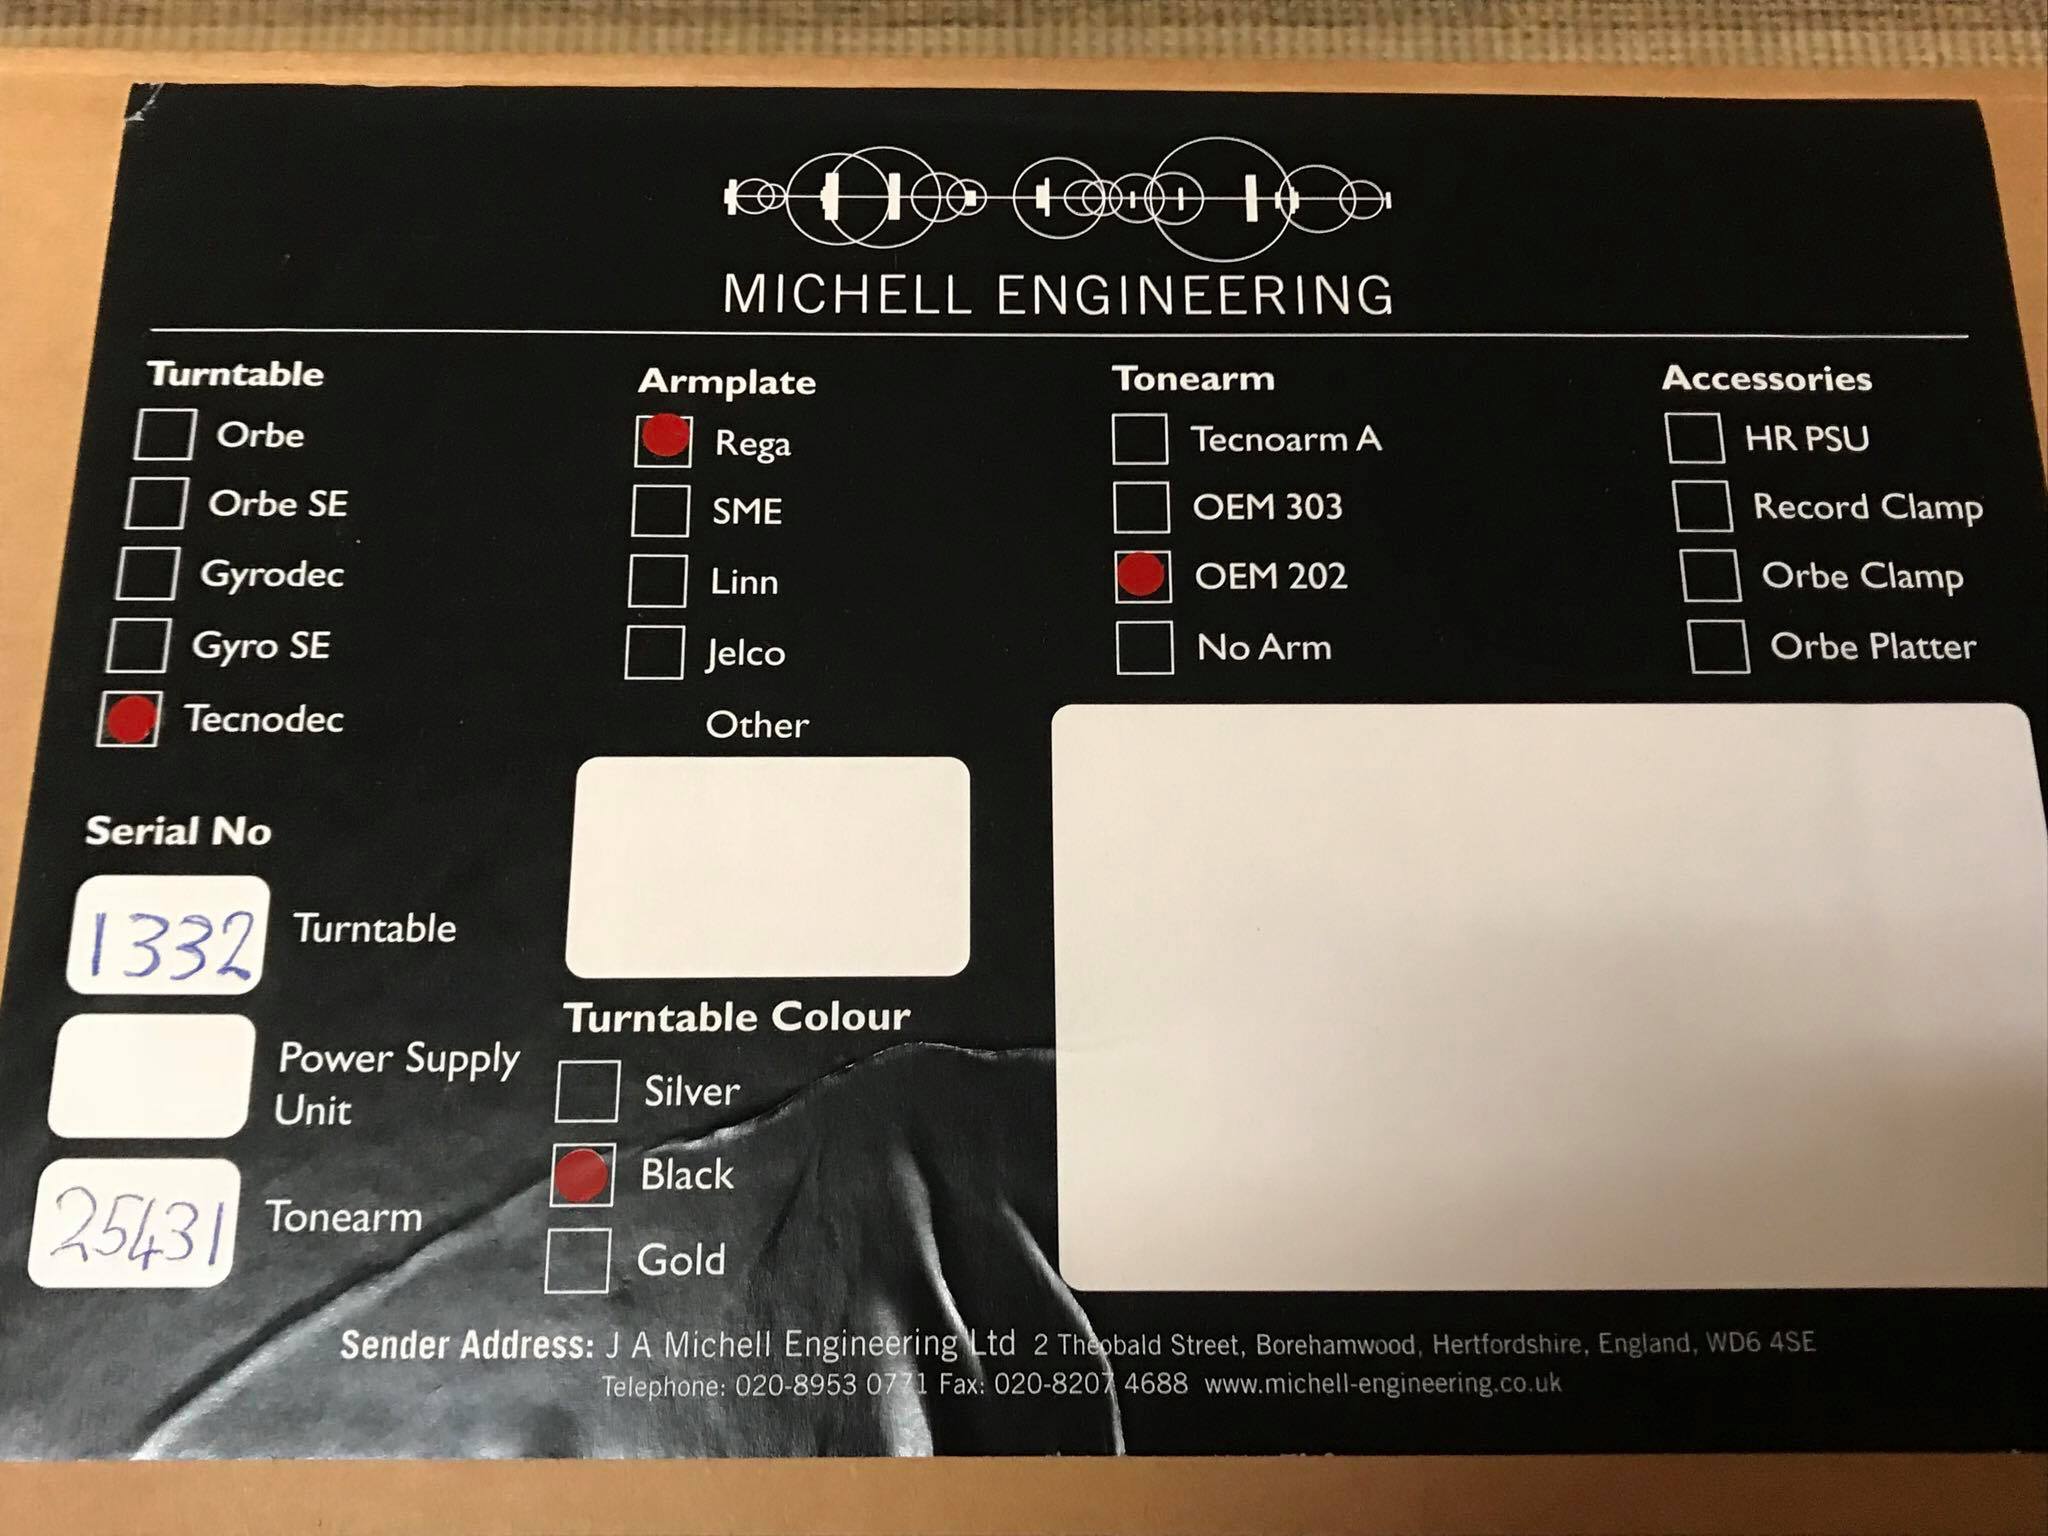 MICHELL ENGINEERING
Turntable
Orbe
Orbe SE
Gyrodec
Gyro SE
Tecnodec
Serial No
1332 Turntable
Power Supply
Unit
25431 Tonearm
Armplate
Rega
SME
Linn
Jelco
Other
Turntable Colour
Silver
Black
Gold
Tonearm
Tecnoarm A
OEM 303
OEM 202
No Arm
Accessories
HR PSU
Record Clamp
Orbe Clamp
Orbe Platter
Sender Address: J A Michell Engineering Ltd 2 Theobald Street, Borehamwood, Hertfordshire, England, WD6 4SE
Telephone: 020-8953 0771 Fax: 020-8207 4688 www.michell-engineering.co.uk